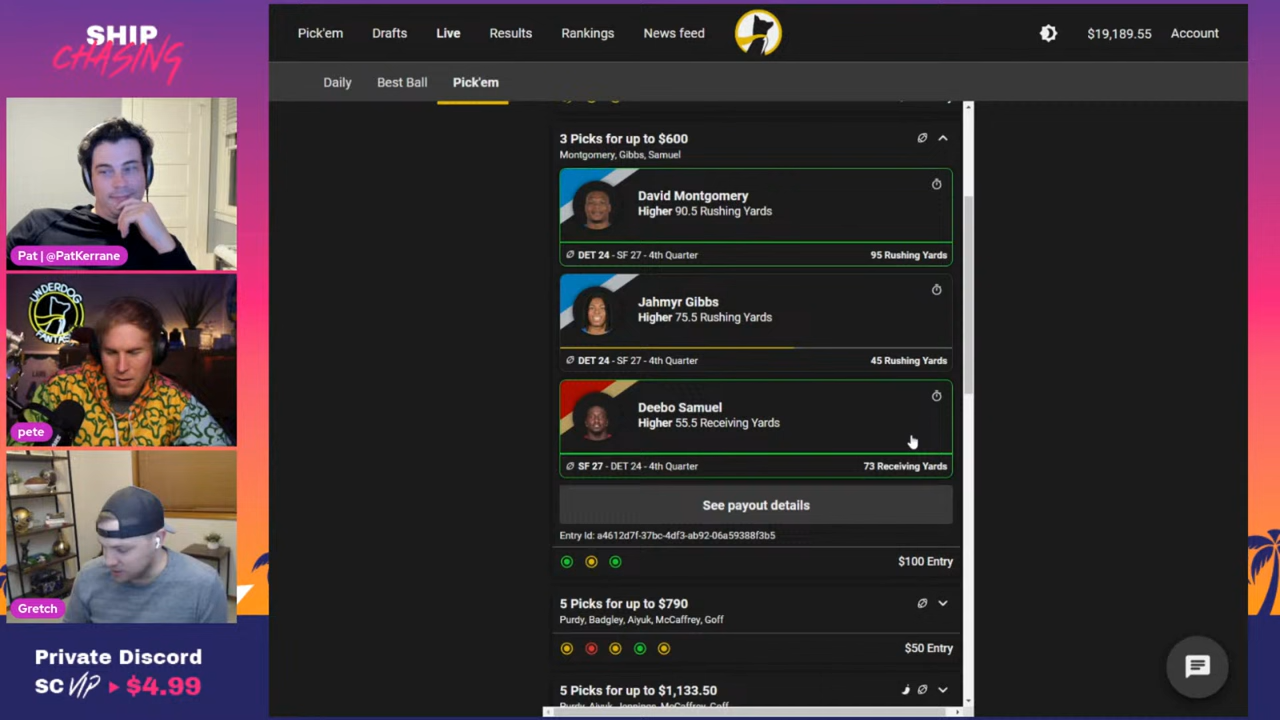 SHIP
CHASING
Pat | @PatKerrane
UNDERDOG
pete
Gretch
Private Discord
SC VIP ▸ $4.99
Pick'em
Drafts
Live
Results
Rankings
News feed
$19,189.55
Account
Daily
Best Ball
Pick'em
3 Picks for up to $600
Montgomery, Gibbs, Samuel
David Montgomery
Higher 90.5 Rushing Yards
DET 24 - SF 27 - 4th Quarter
95 Rushing Yards
Jahmyr Gibbs
Higher 75.5 Rushing Yards
DET 24 - SF 27 - 4th Quarter
45 Rushing Yards
Deebo Samuel
Higher 55.5 Receiving Yards
SF 27 - DET 24 - 4th Quarter
73 Receiving Yards
See payout details
Entry Id: a4612d7f-37bc-4df3-ab92-06a59388f3b5
$100 Entry
5 Picks for up to $790
Purdy, Badgley, Aiyuk, McCaffrey, Goff
$50 Entry
5 Picks for up to $1,133.50
Purdy, Aiyuk, Jennings, McCaffrey, Goff